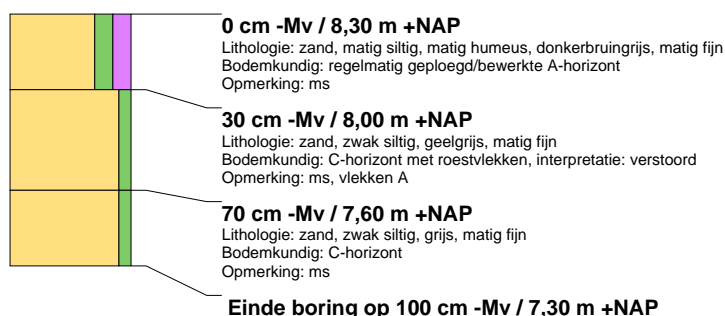 0 cm -Mv / 8,30 m +NAP
Lithologie: zand, matig siltig, matig humeus, donkerbruingrijs, matig fijn
Bodemkundig: regelmatig geploegd/bewerkte A-horizont
Opmerking: ms
30 cm -Mv / 8,00 m +NAP
Lithologie: zand, zwak siltig, geelgrijs, matig fijn
Bodemkundig: C-horizont met roestvlekken, interpretatie: verstoord
Opmerking: ms, vlekken A
70 cm -Mv / 7,60 m +NAP
Lithologie: zand, zwak siltig, grijs, matig fijn
Bodemkundig: C-horizont
Opmerking: ms
Einde boring op 100 cm -Mv / 7,30 m +NAP